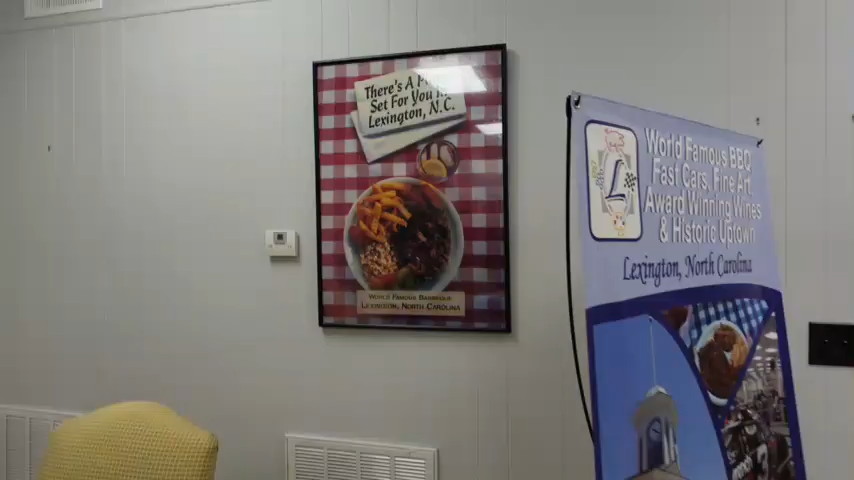 There's A
Set For You
Lexington, N.C.
World Famous Barbecue
Lexington, North Carolina
World Famous BBQ
Fast Cars, Fine Art,
Award Winning Wines
& Historic Uptown
Lexington, North Carolina
L